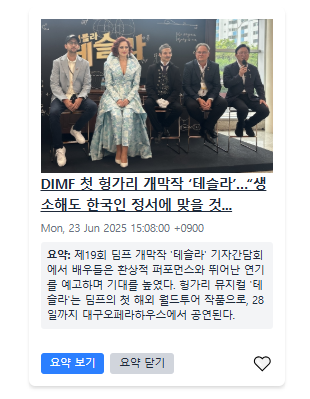 테슬라
DIMF 첫 헝가리 개막작 ‘테슬라’…“생
소해도 한국인 정서에 맞을 것...
Mon, 23 Jun 2025 15:08:00 +0900
요약: 제19회 딤프 개막작 '테슬라' 기자간담회
에서 배우들은 환상적 퍼포먼스와 뛰어난 연기
를 예고하며 기대를 높였다. 헝가리 뮤지컬 '테
슬라'는 딤프의 첫 해외 월드투어 작품으로, 28
일까지 대구오페라하우스에서 공연된다.
요약 보기 요약 닫기